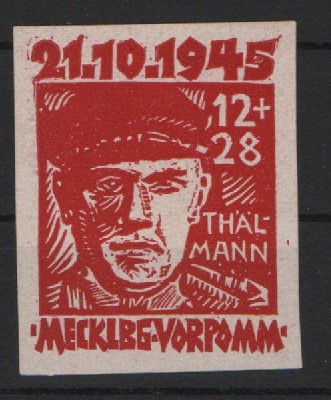 21.10.1945
12+
28
THÄL-
MANN
·MECKLBG-VORPOMM·